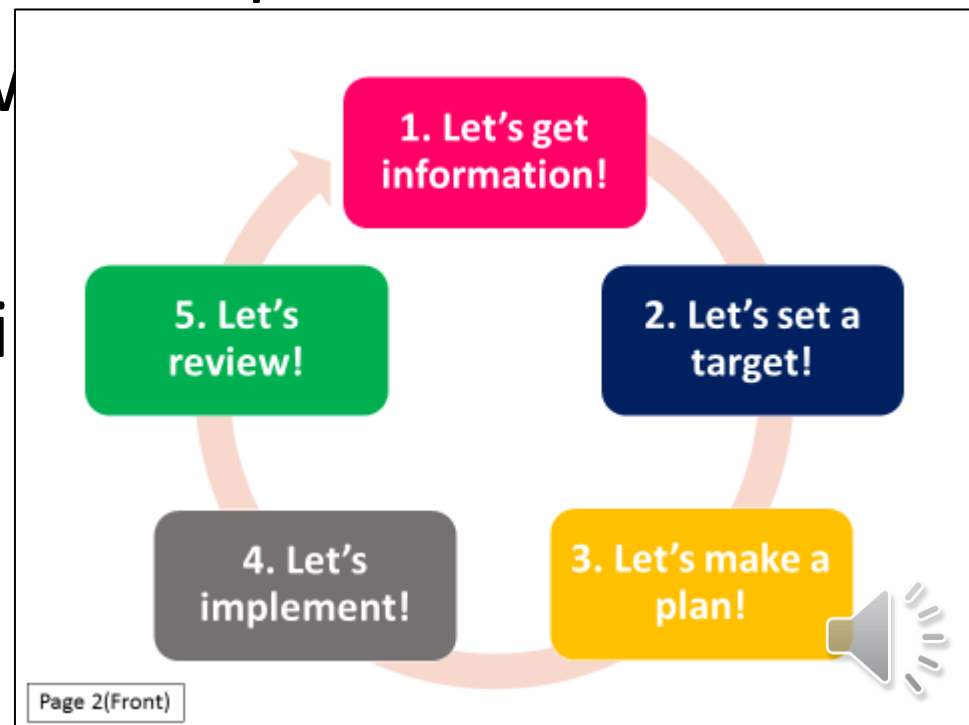 1. Let's get
information!
5. Let's
review!
2. Let's set a
target!
4. Let's
implement!
3. Let's make a
plan!
Page 2(Front)